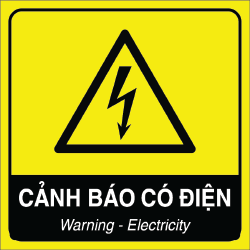 CẢNH BÁO CÓ ĐIỆN
Warning - Electricity